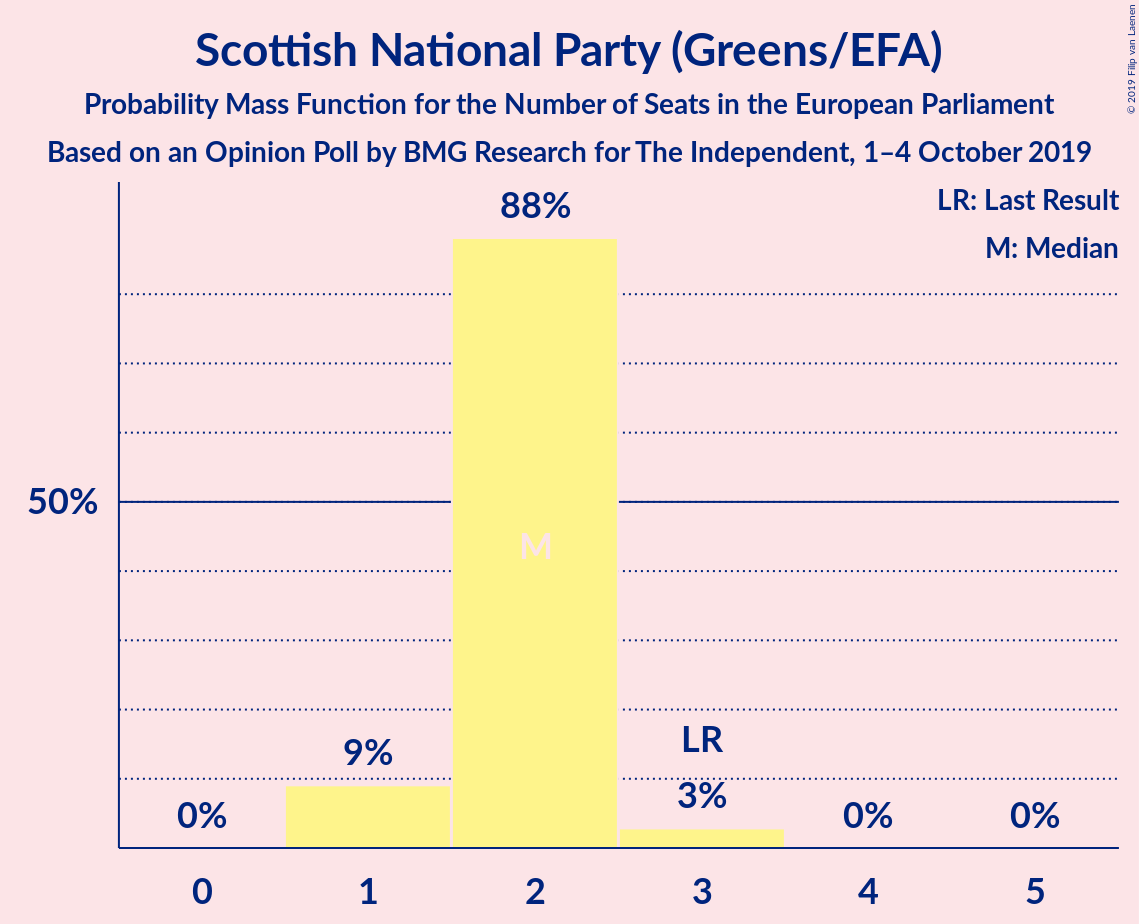 Scottish National Party (Greens/EFA)
Probability Mass Function for the Number of Seats in the European Parliament
Based on an Opinion Poll by BMG Research for The Independent, 1–4 October 2019
© 2019 Filip van Laenen
LR: Last Result
M: Median
88%
50%
M
LR
9%
3%
0%
0%
0%
0 1 2 3 4 5